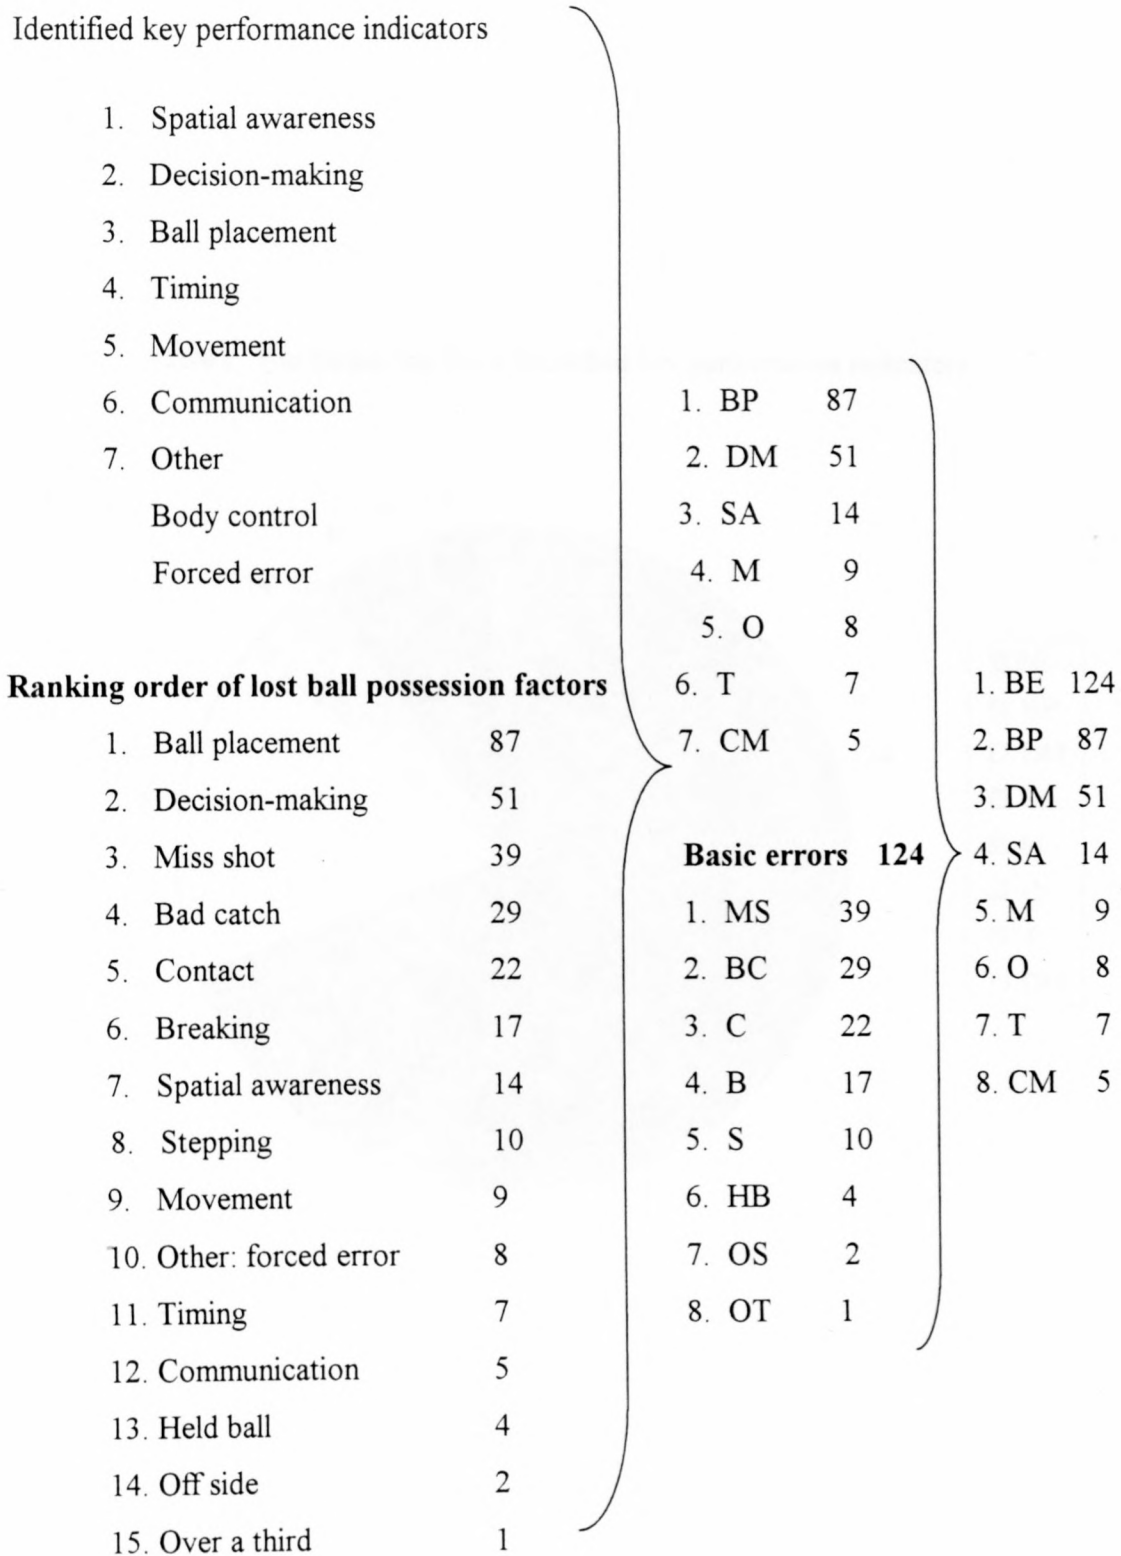 Identified key performance indicators
1. Spatial awareness
2. Decision-making
3. Ball placement
4. Timing
5. Movement
6. Communication
7. Other
Body control
Forced error
Ranking order of lost ball possession factors
1. Ball placement 87
2. Decision-making 51
3. Miss shot 39
4. Bad catch 29
5. Contact 22
6. Breaking 17
7. Spatial awareness 14
8. Stepping 10
9. Movement 9
10. Other: forced error 8
11. Timing 7
12. Communication 5
13. Held ball 4
14. Off side 2
15. Over a third 1
1. BP 87
2. DM 51
3. SA 14
4. M 9
5. O 8
6. T 7
7. CM 5
Basic errors 124
1. MS 39
2. BC 29
3. C 22
4. B 17
5. S 10
6. HB 4
7. OS 2
8. OT 1
1. BE 124
2. BP 87
3. DM 51
4. SA 14
5. M 9
6. O 8
7. T 7
8. CM 5